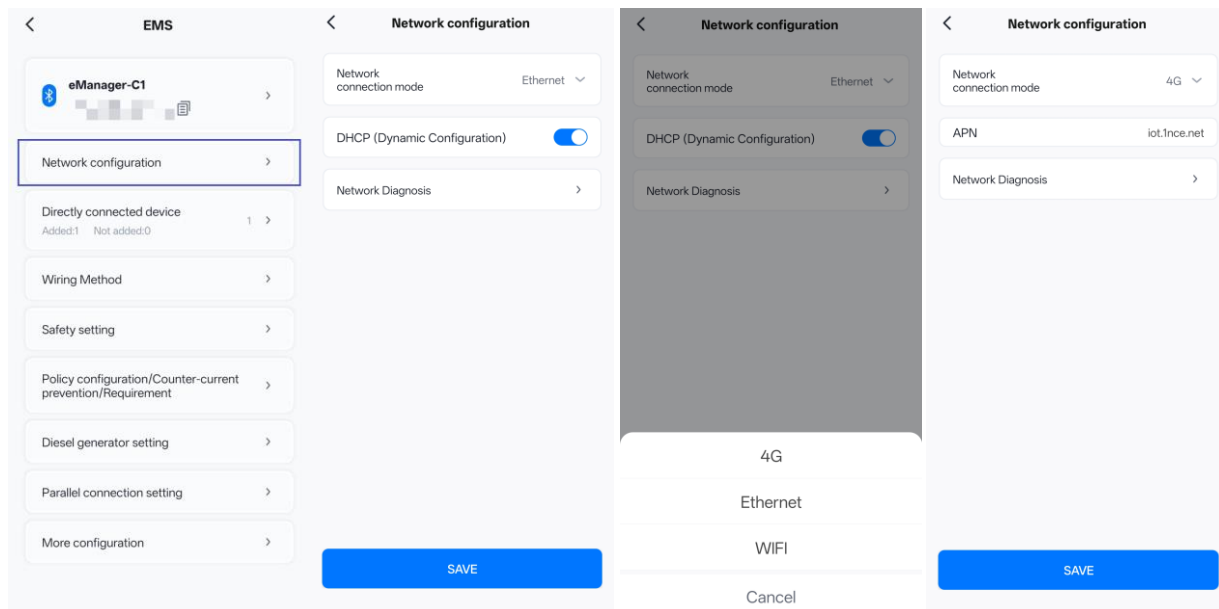 EMS
eManager-C1
Network configuration
Directly connected device
1
Added:1 Not added:0
Wiring Method
Safety setting
Policy configuration/Counter-current
prevention/Requirement
Diesel generator setting
Parallel connection setting
More configuration
Network configuration
Network
connection mode
Ethernet
DHCP (Dynamic Configuration)
Network Diagnosis
SAVE
Network configuration
Network
connection mode
Ethernet
DHCP (Dynamic Configuration)
Network Diagnosis
4G
Ethernet
WIFI
Cancel
Network configuration
Network
connection mode
4G
APN
iot.1nce.net
Network Diagnosis
SAVE